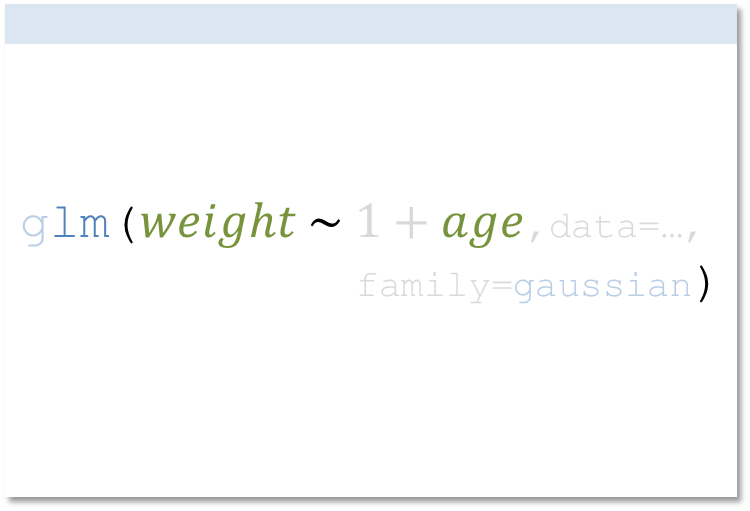 glm(weight ~ 1 + age,data=…,
family=gaussian)